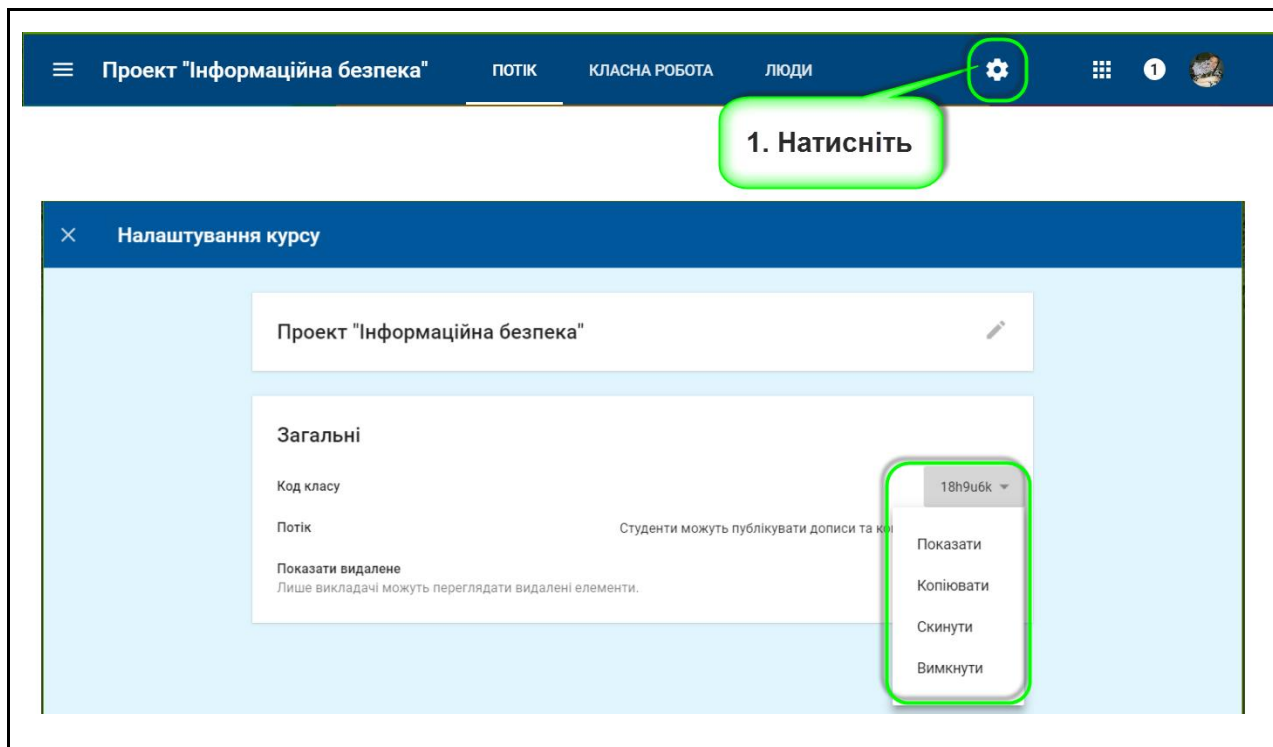 Проект "Інформаційна безпека" ПОТІК КЛАСНА РОБОТА ЛЮДИ 1
1. Натисніть
Налаштування курсу
Проект "Інформаційна безпека"
Загальні
Код класу 18h9u6k
Потік Студенти можуть публікувати дописи та
Показати видалене
Лише викладачі можуть переглядати видалені елементи.
Показати
Копіювати
Скинути
Вимкнути